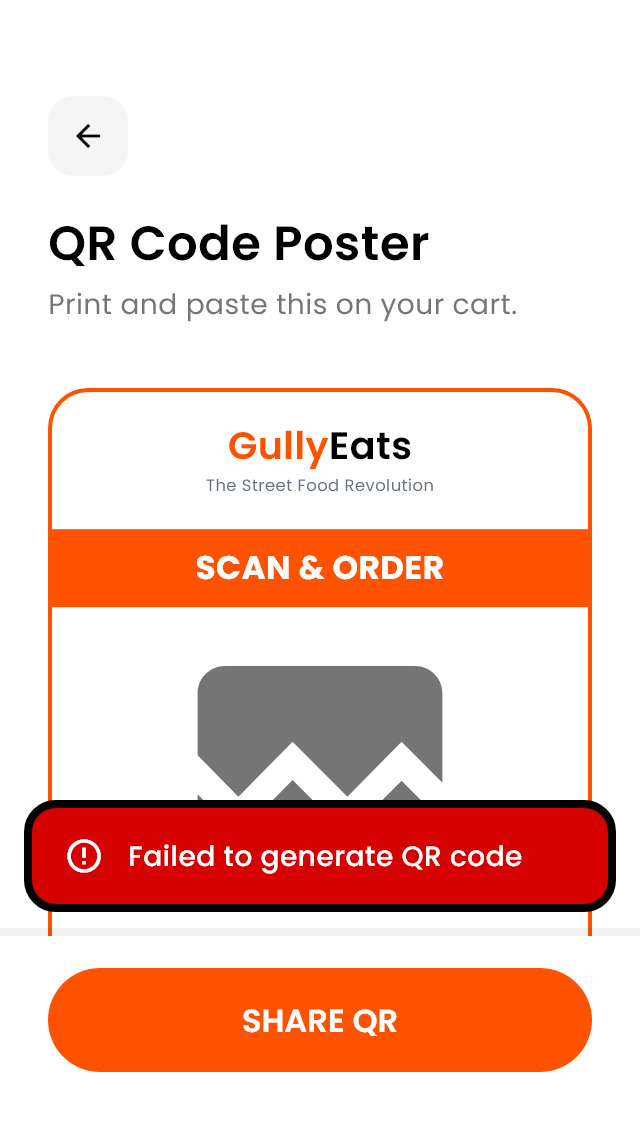 QR Code Poster
Print and paste this on your cart.
GullyEats
The Street Food Revolution
SCAN & ORDER
Failed to generate QR code
SHARE QR